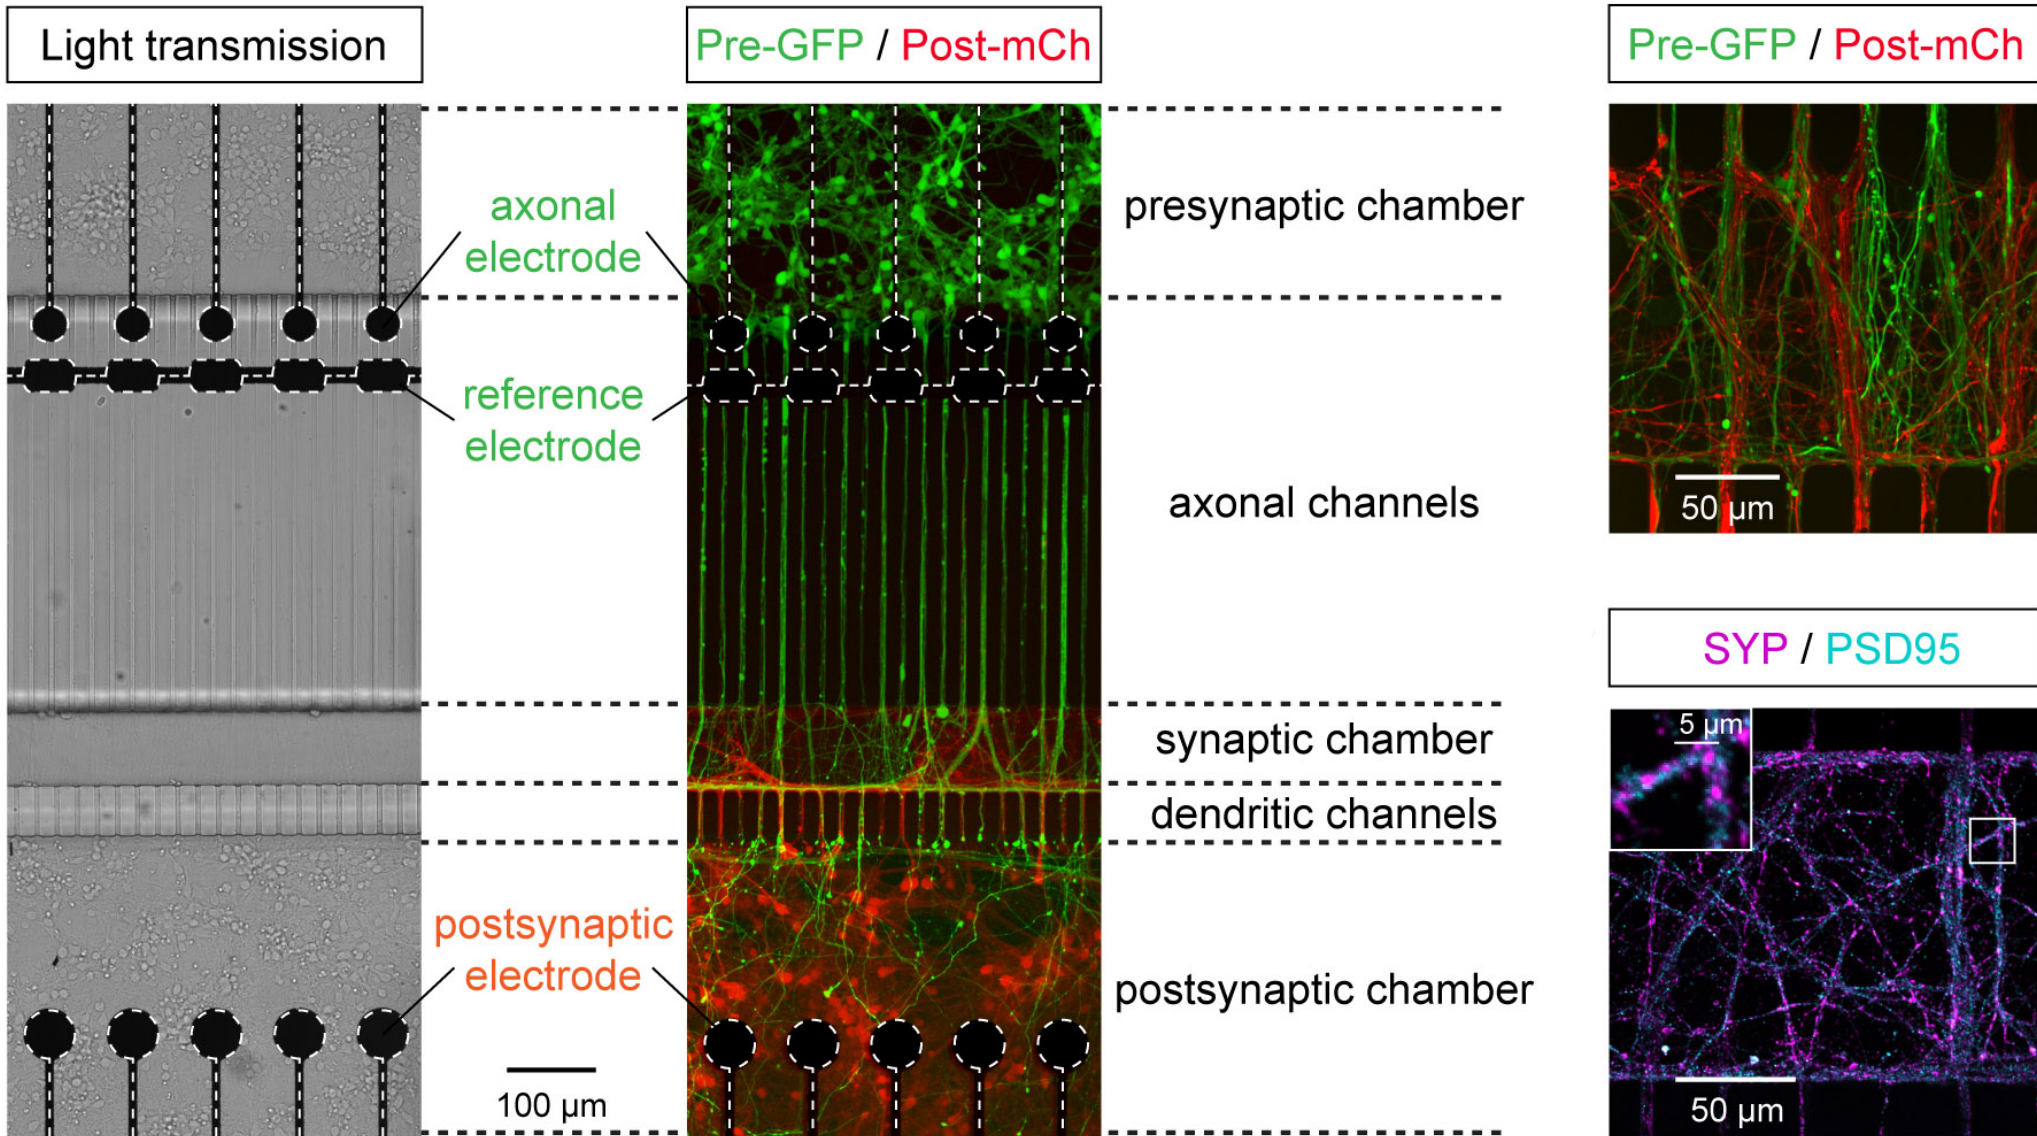 Light transmission
Pre-GFP / Post-mCh
Pre-GFP / Post-mCh
axonal
electrode
presynaptic chamber
reference
electrode
axonal channels
50 µm
SYP / PSD95
synaptic chamber
5 µm
dendritic channels
postsynaptic
electrode
postsynaptic chamber
100 µm
50 µm